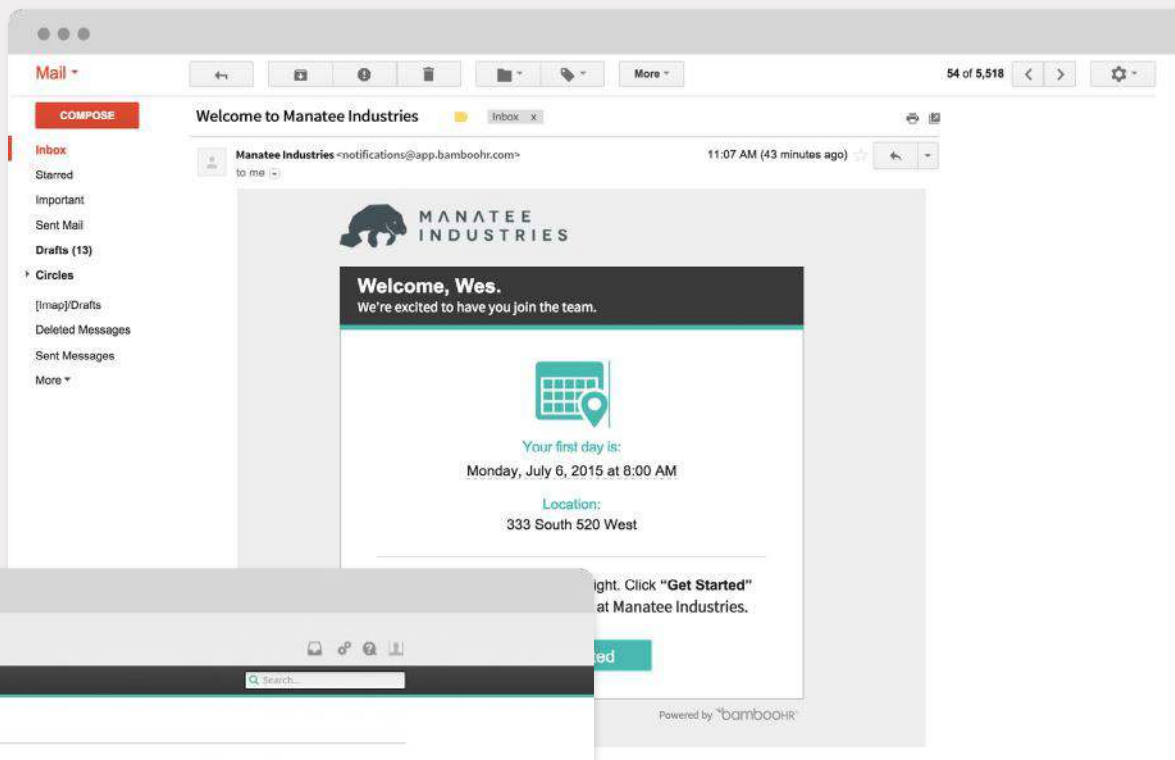 Mail
More
54 of 5,518
COMPOSE
Welcome to Manatee Industries
Inbox x
Inbox
Starred
Important
Sent Mail
Drafts (13)
Circles
[Imap]/Drafts
Deleted Messages
Sent Messages
More
Manatee Industries <notifications@app.bamboohr.com>
11:07 AM (43 minutes ago)
to me
MANATEE
INDUSTRIES
Welcome, Wes.
We're excited to have you join the team.
Your first day is:
Monday, July 6, 2015 at 8:00 AM
Location:
333 South 520 West
ight. Click "Get Started"
at Manatee Industries.
ted
Search...
Powered by bambooHR